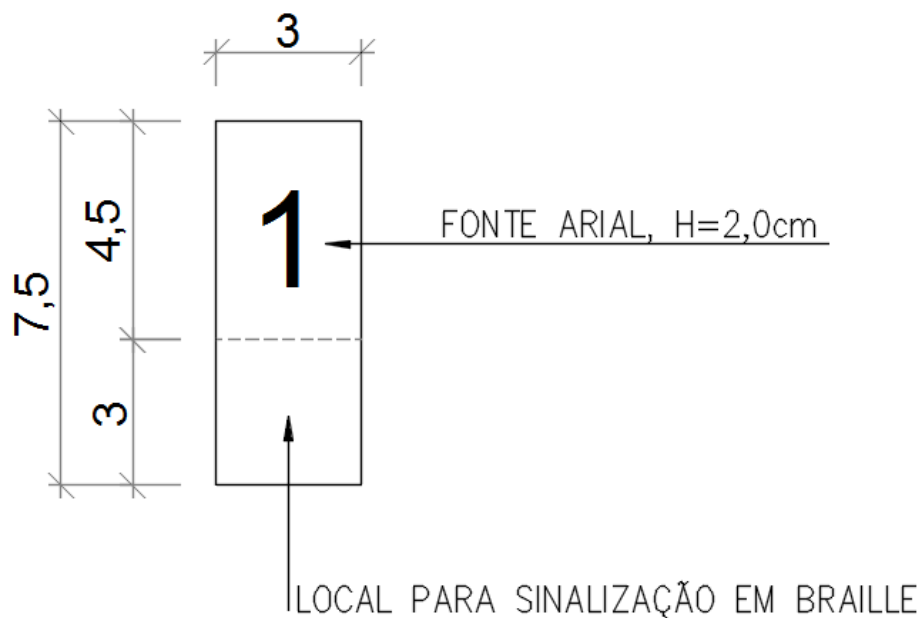 3
4,5
7,5
3
1
FONTE ARIAL, H=2,0cm
LOCAL PARA SINALIZAÇÃO EM BRAILLE